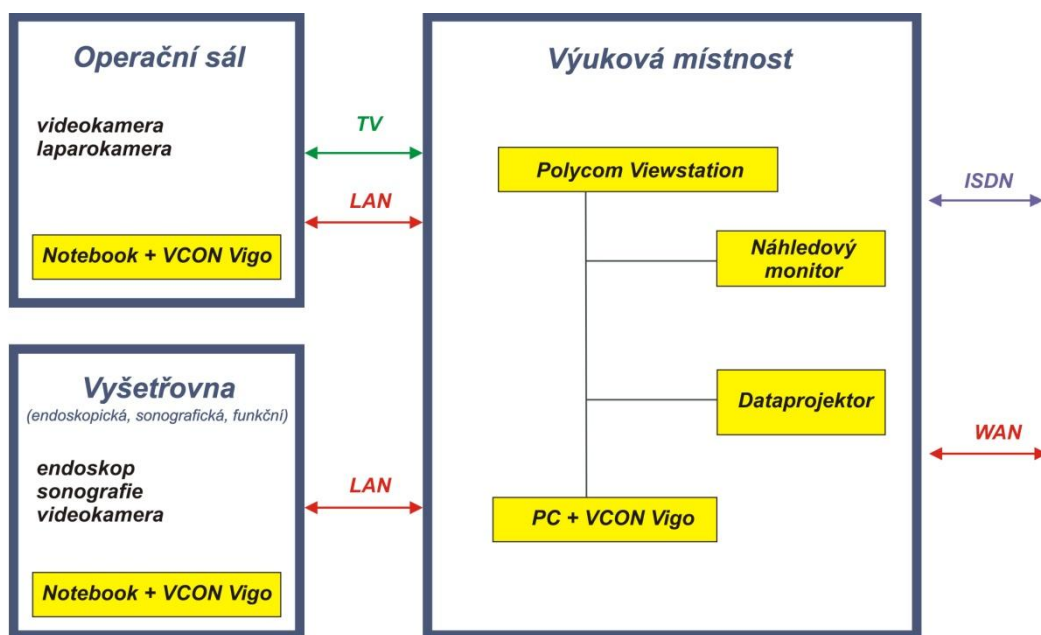 Operační sál
videokamera
laparokamera
Notebook + VCON Vigo
TV
LAN
Vyšetřovna
(endoskopická, sonografická, funkční)
endoskop
sonografie
videokamera
Notebook + VCON Vigo
LAN
Výuková místnost
Polycom Viewstation
Náhledový
monitor
Dataprojektor
PC + VCON Vigo
ISDN
WAN